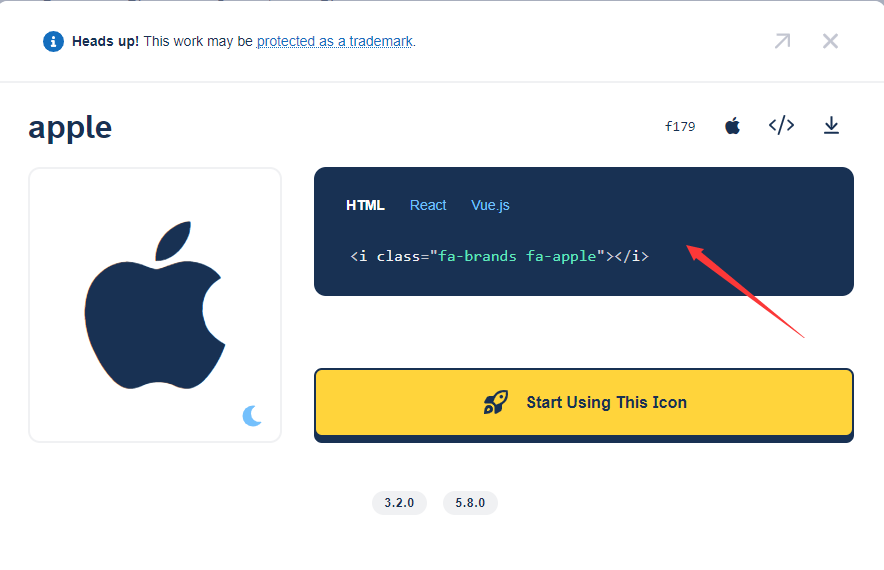 Heads up! This work may be protected as a trademark.
apple
f179
HTML React Vue.js
<i class="fa-brands fa-apple"></i>
Start Using This Icon
3.2.0 5.8.0